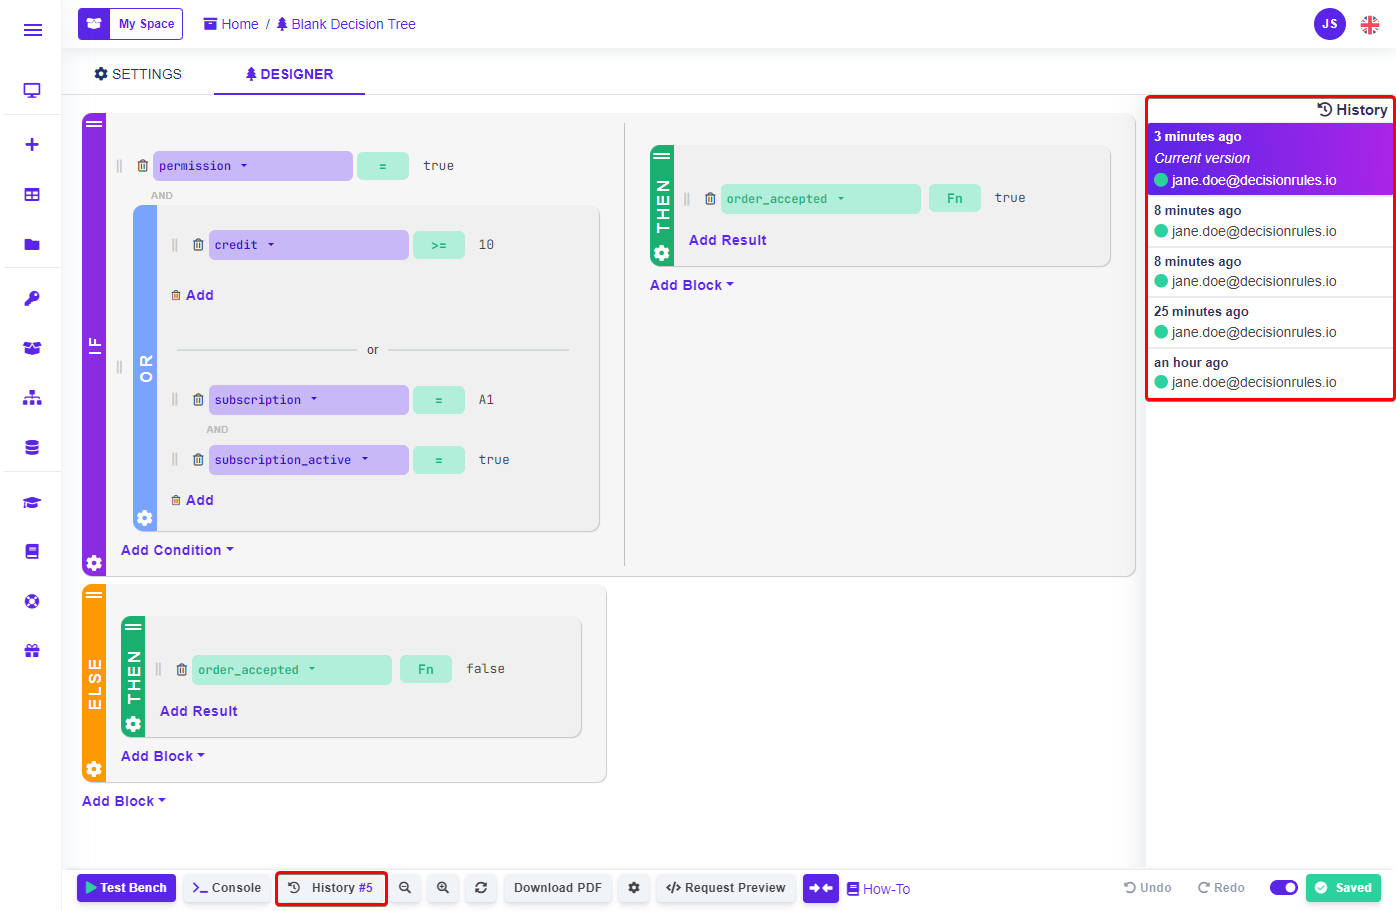 My Space
Home / Blank Decision Tree
JS
SETTINGS
DESIGNER
IF
permission = true
AND
OR
credit >= 10
Add
or
subscription = A1
AND
subscription_active = true
Add
Add Condition
THEN
order_accepted Fn true
Add Result
Add Block
ELSE
THEN
order_accepted Fn false
Add Result
Add Block
Add Block
History
3 minutes ago
Current version
jane.doe@decisionrules.io
8 minutes ago
jane.doe@decisionrules.io
8 minutes ago
jane.doe@decisionrules.io
25 minutes ago
jane.doe@decisionrules.io
an hour ago
jane.doe@decisionrules.io
Test Bench
Console
History #5
Download PDF
Request Preview
How-To
Undo
Redo
Saved